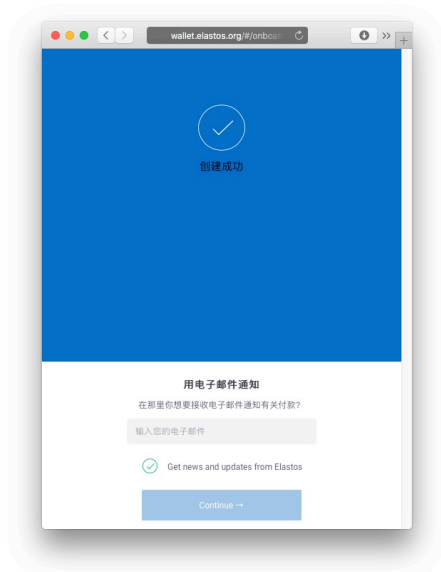 wallet.elastos.org/#/onboar
创建成功
用电子邮件通知
在那里你想要接收电子邮件通知有关付款?
输入您的电子邮件
Get news and updates from Elastos
Continue →